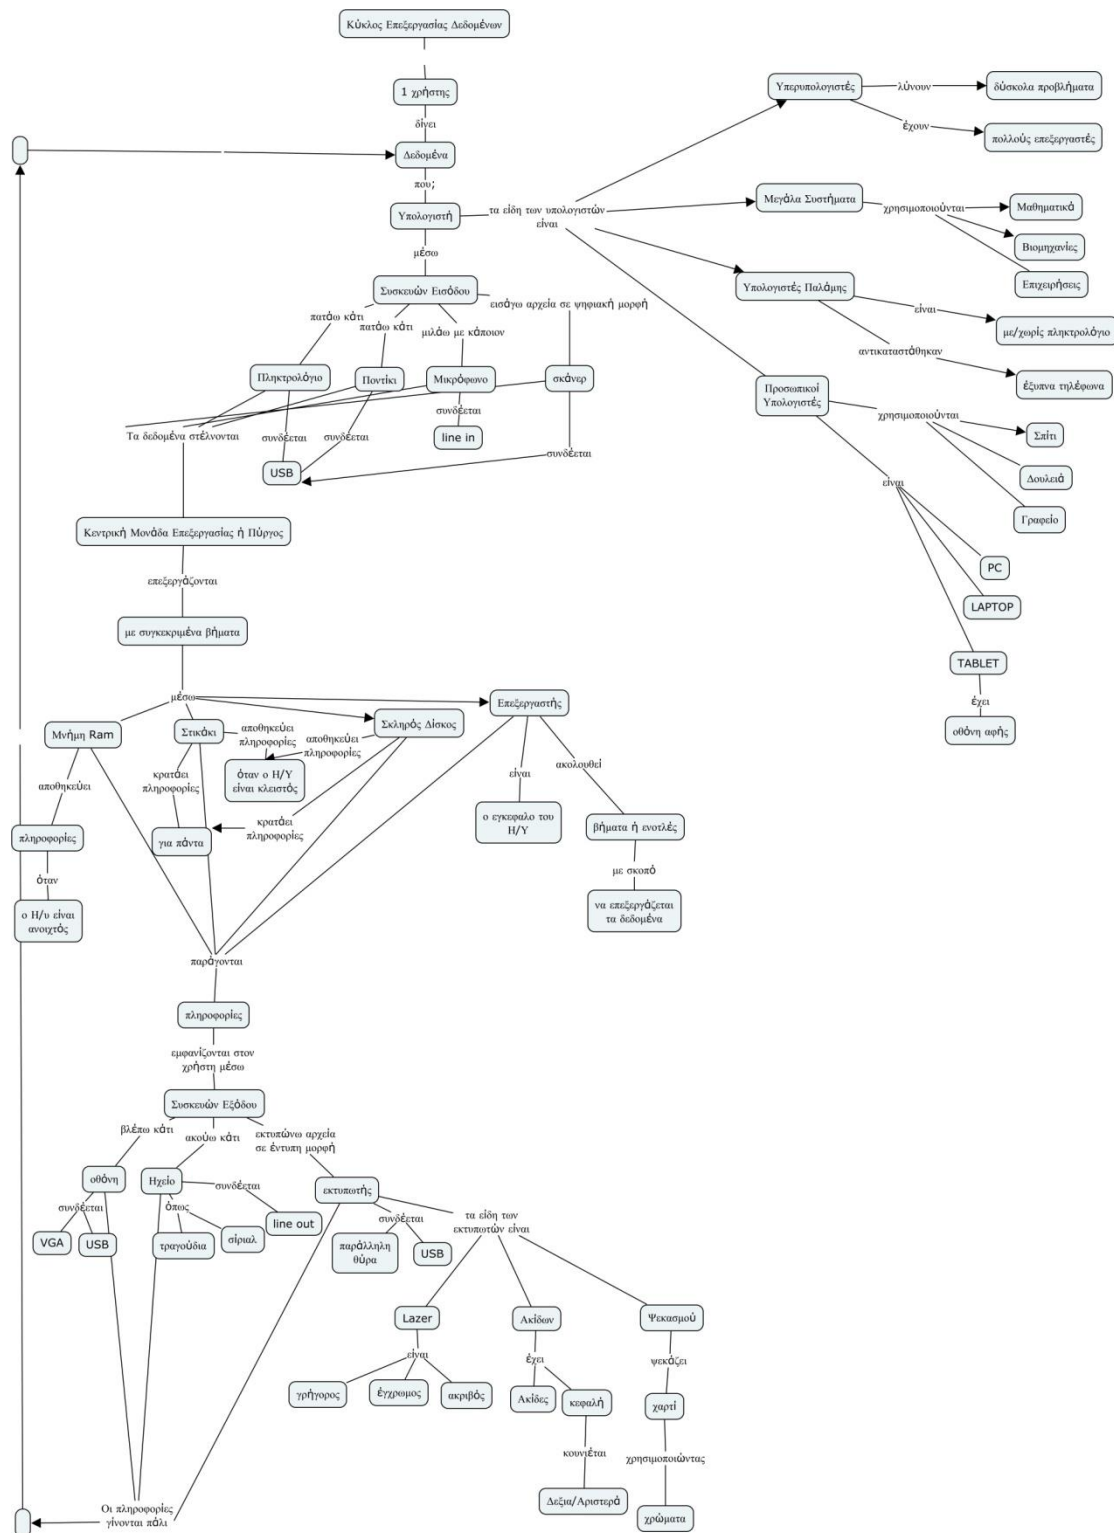 Κύκλος Επεξεργασίας Δεδομένων
1 χρήστης
δίνει
Δεδομένα
που;
Υπολογιστή
τα είδη των υπολογιστών
είναι
Υπερυπολογιστές
λύνουν
δύσκολα προβλήματα
έχουν
πολλούς επεξεργαστές
Μεγάλα Συστήματα
χρησιμοποιούνται
Μαθηματικά
Βιομηχανίες
Επιχειρήσεις
Υπολογιστές Παλάμης
είναι
με/χωρίς πληκτρολόγιο
αντικαταστάθηκαν
έξυπνα τηλέφωνα
Προσωπικοί
Υπολογιστές
χρησιμοποιούνται
Σπίτι
Δουλειά
Γραφείο
είναι
PC
LAPTOP
TABLET
έχει
οθόνη αφής
μέσω
Συσκευών Εισόδου
πατάω κάτι
πατάω κάτι
μιλάω με κάποιον
εισάγω αρχεία σε ψηφιακή μορφή
Πληκτρολόγιο
Ποντίκι
Μικρόφωνο
σκάνερ
Τα δεδομένα στέλνονται
συνδέεται
συνδέεται
συνδέεται
line in
συνδέεται
USB
Κεντρική Μονάδα Επεξεργασίας ή Πύργος
επεξεργάζονται
με συγκεκριμένα βήματα
μέσω
Μνήμη Ram
Στικάκι
Σκληρός Δίσκος
Επεξεργαστής
αποθηκεύει
πληροφορίες
αποθηκεύει
πληροφορίες
όταν ο Η/Υ
είναι κλειστός
κρατάει
πληροφορίες
κρατάει
πληροφορίες
για πάντα
αποθηκεύει
πληροφορίες
όταν
ο Η/υ είναι
ανοιχτός
είναι
ο εγκεφαλο του
Η/Υ
ακολουθεί
βήματα ή ενοτλές
με σκοπό
να επεξεργάζεται
τα δεδομένα
παράγονται
πληροφορίες
εμφανίζονται στον
χρήστη μέσω
Συσκευών Εξόδου
βλέπω κάτι
ακούω κάτι
εκτυπώνω αρχεία
σε έντυπη μορφή
οθόνη
Ηχείο
εκτυπωτής
συνδέεται
VGA
USB
όπως
τραγούδια
σίριαλ
συνδέεται
line out
συνδέεται
παράλληλη
θύρα
USB
τα είδη των
εκτυπωτών είναι
Lazer
Ακίδων
Ψεκασμού
είναι
γρήγορος
έγχρωμος
ακριβός
έχει
Ακίδες
κεφαλή
κουνιέται
Δεξια/Αριστερά
ψεκάζει
χαρτί
χρησιμοποιώντας
χρώματα
Οι πληροφορίες
γίνονται πάλι